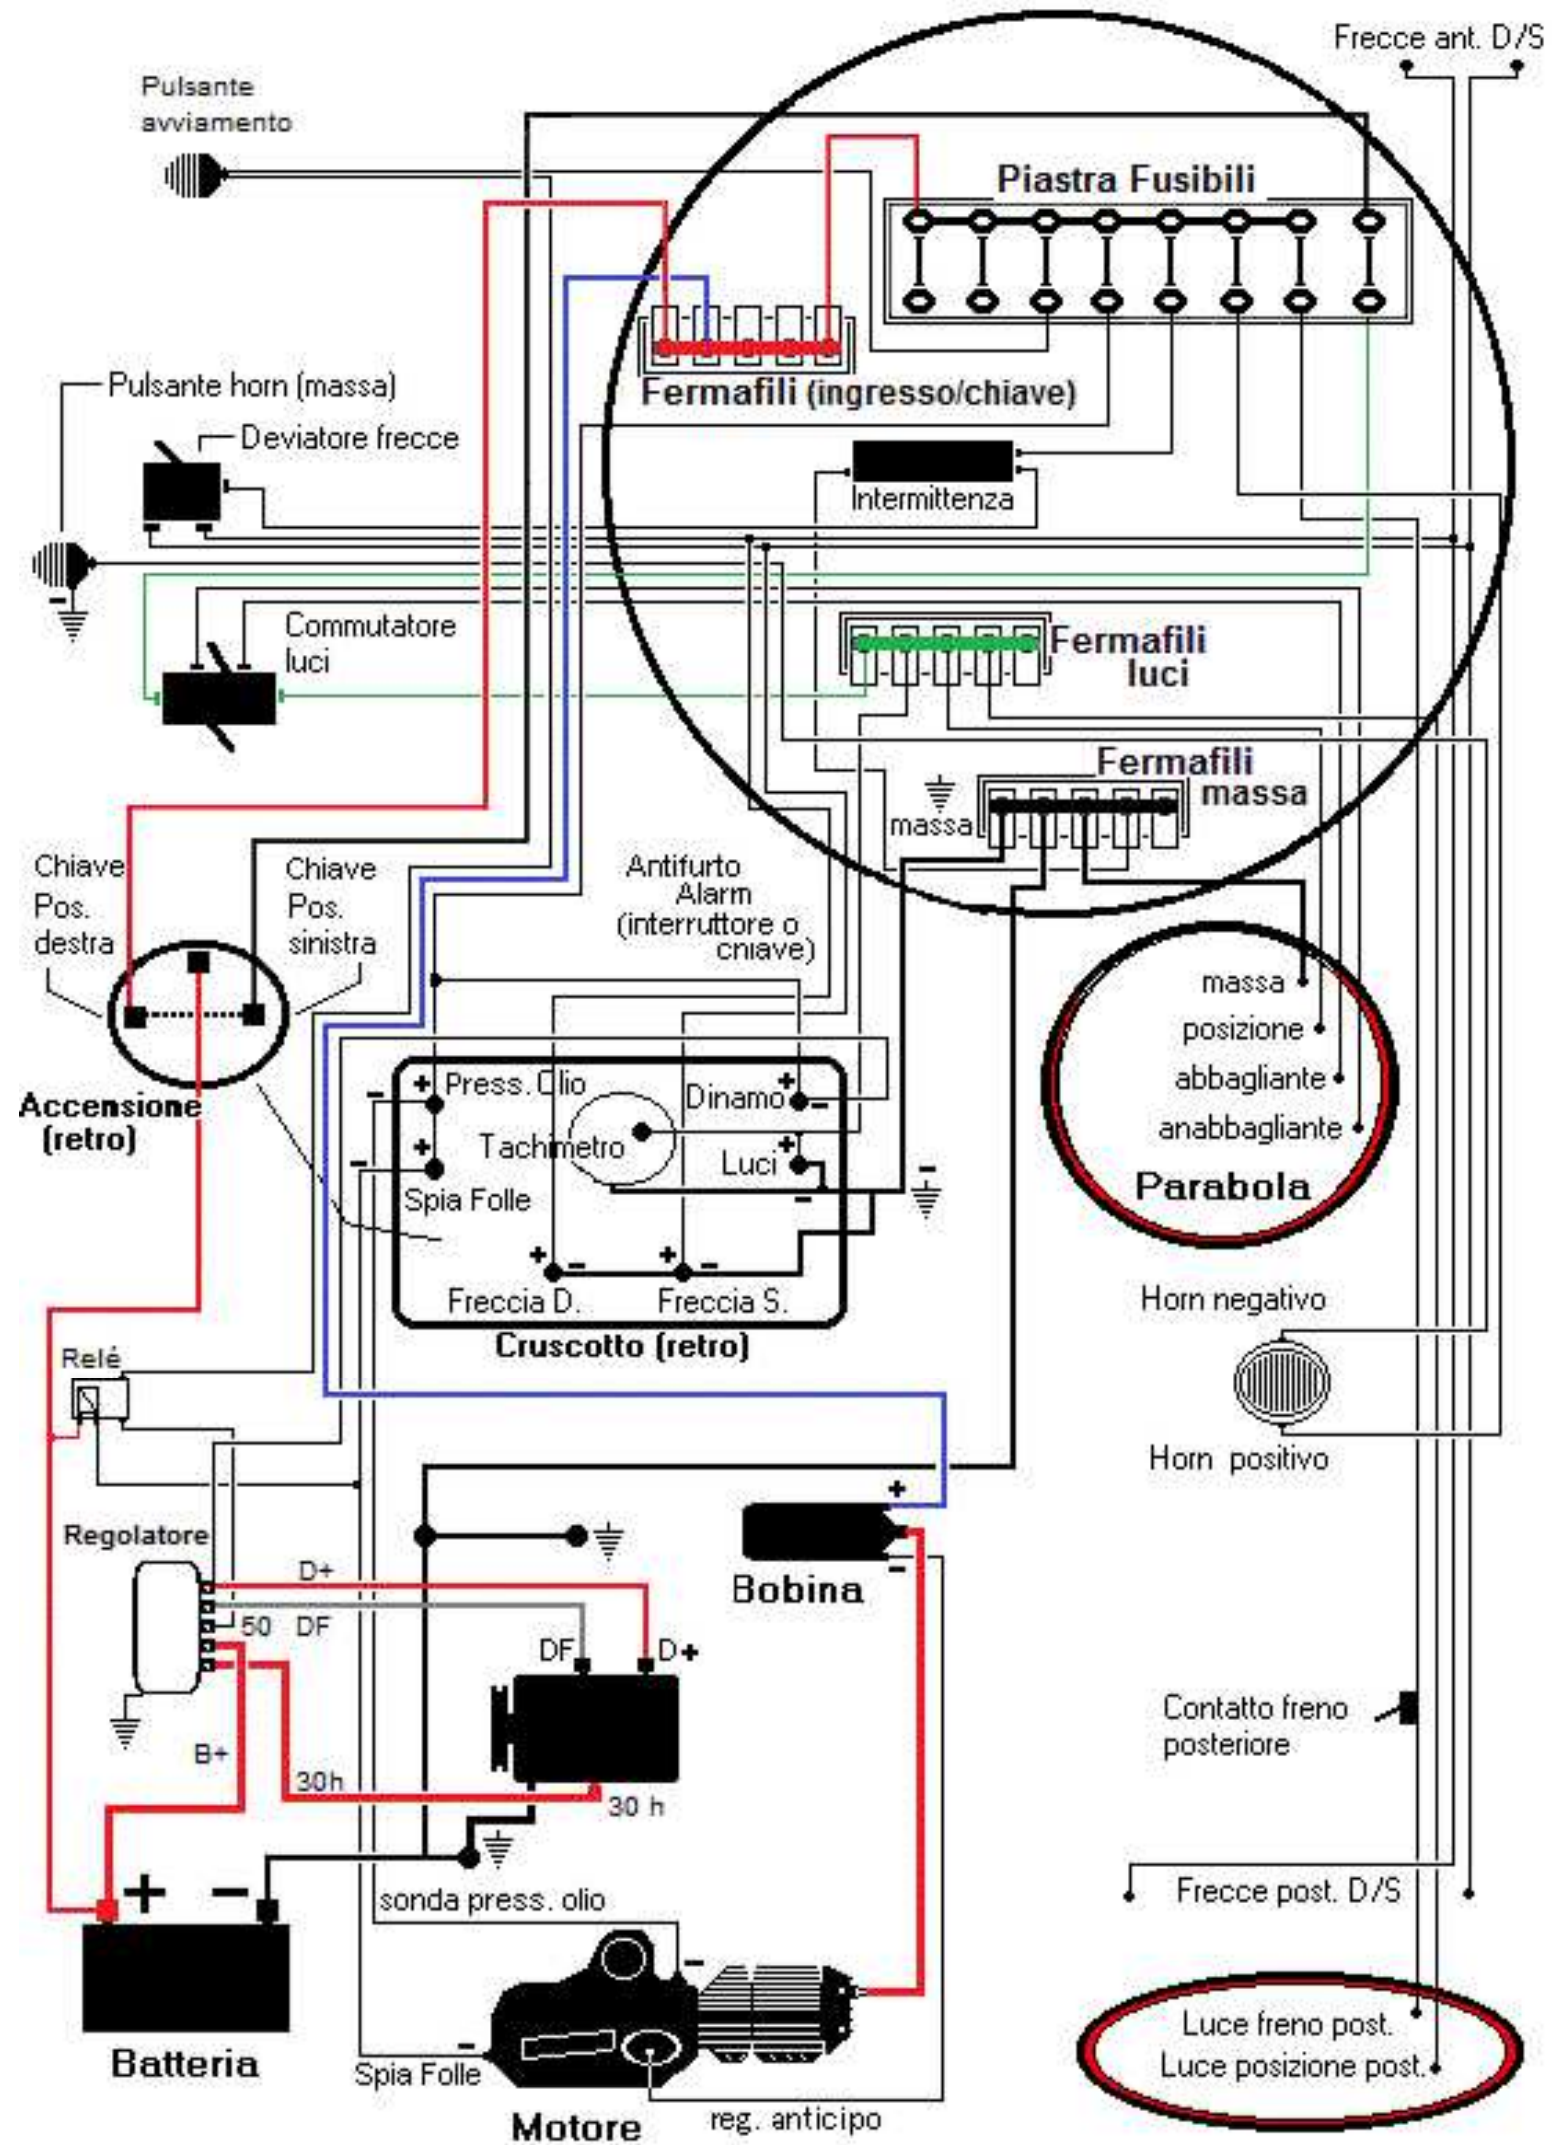 Frecce ant. D/S
Pulsante
avviamento
Piastra Fusibili
Pulsante horn (massa)
Fermafili (ingresso/chiave)
Deviatore frecce
Intermittenza
Commutatore
luci
Fermafili
luci
Fermafili
massa
massa
Chiave
Pos.
destra
Chiave
Pos.
sinistra
Antifurto
Alarm
(interruttore o
cniave)
massa
posizione
abbagliante
anabbagliante
Parabola
Accensione
(retro)
+ Press. Olio
Dinamo + -
Tachimetro
Luci + -
Spia Folle
+ -
+ -
Freccia D.
Freccia S.
Cruscotto (retro)
Horn negativo
Relé
Horn positivo
Regolatore
D+
50 DF
+
-
Bobina
DF
D+
Contatto freno
posteriore
B+
30h
30 h
+ -
sonda press. olio
Frecce post. D/S
Batteria
-
-
Spia Folle
Motore
reg. anticipo
Luce freno post.
Luce posizione post.